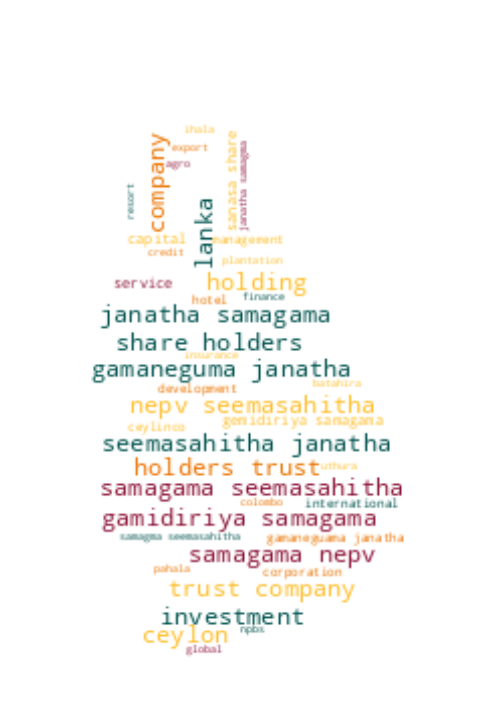 ihala
company
export
sanasa share
janatha samagma
agro
resort
lanka
capital
management
credit
plantation
service
holding
hotel
finance
janatha samagama
share holders
insurance
gamaneguma janatha
batahira
development
nepv seemasahitha
gemidiriya samagama
ceylinco
seemasahitha janatha
holders trust
uthura
samagama seemasahitha
colombo
international
gamidiriya samagama
samagma seemasahitha
gamaneguama janatha
samagama nepv
pahala
corporation
trust company
investment
ceylon
npbs
global